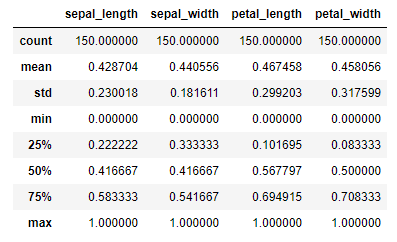 sepal_length sepal_width petal_length petal_width
count 150.000000 150.000000 150.000000 150.000000
mean 0.428704 0.440556 0.467458 0.458056
std 0.230018 0.181611 0.299203 0.317599
min 0.000000 0.000000 0.000000 0.000000
25% 0.222222 0.333333 0.101695 0.083333
50% 0.416667 0.416667 0.567797 0.500000
75% 0.583333 0.541667 0.694915 0.708333
max 1.000000 1.000000 1.000000 1.000000